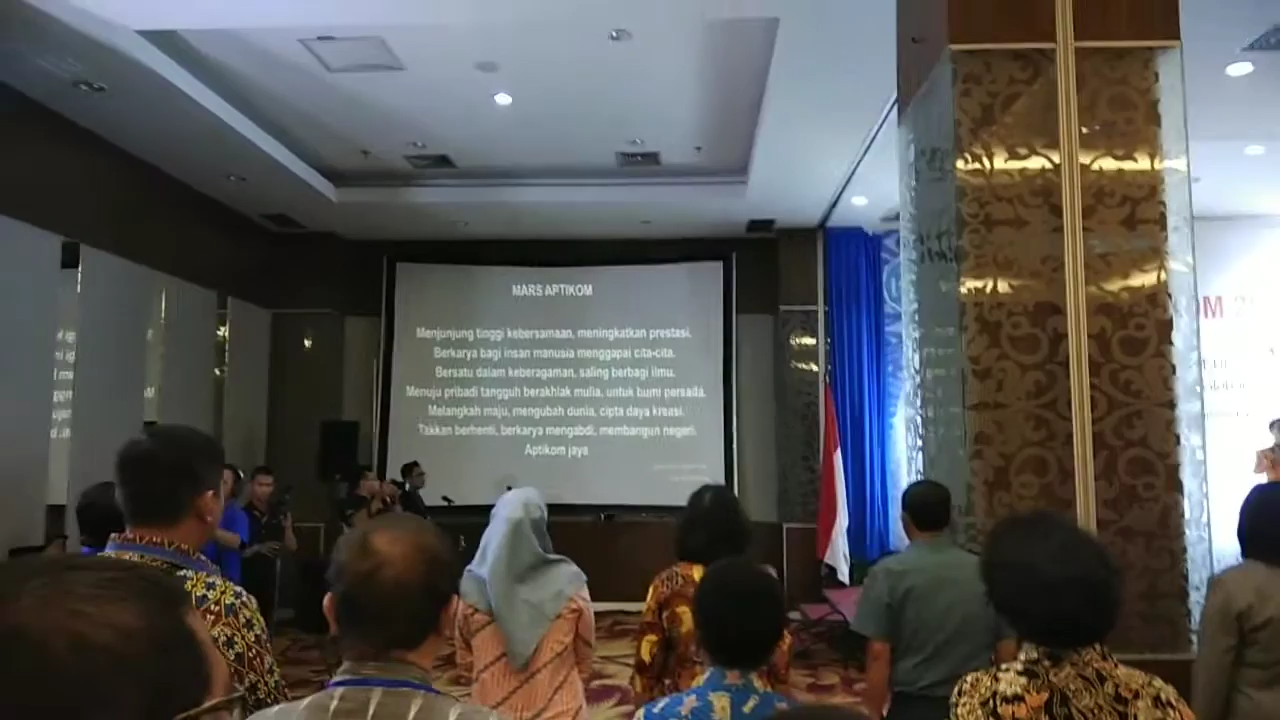 MARS APTIKOM
Menjunjung tinggi kebersamaan, meningkatkan prestasi.
Berkarya bagi insan manusia menggapai cita-cita.
Bersatu dalam keberagaman, saling berbagi ilmu.
Menuju pribadi tangguh berakhlak mulia, untuk bumi persada.
Melangkah maju, mengubah dunia, cipta daya kreasi.
Takkan berhenti, berkarya mengabdi, membangun negeri.
Aptikom jaya